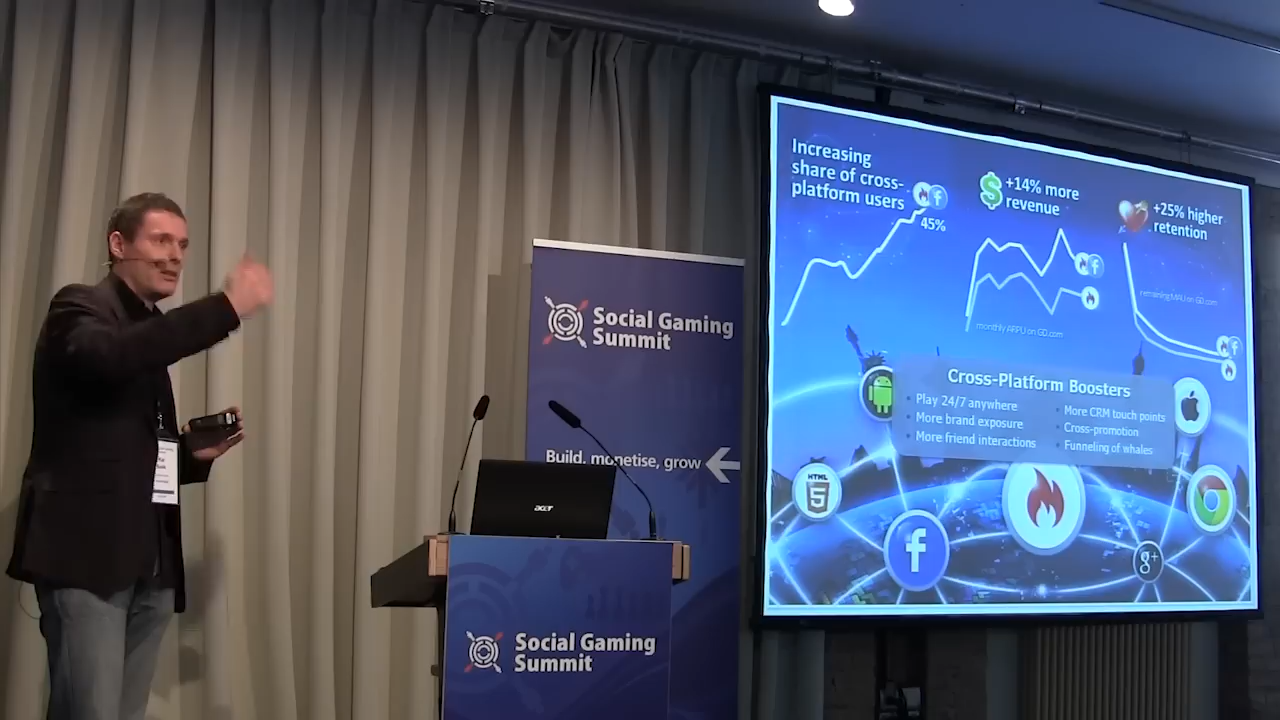 Increasing
share of cross-
platform users
45%
+14% more
revenue
+25% higher
retention
remaining MAU on GD.com
monthly ARPU on GD.com
Cross-Platform Boosters
• Play 24/7 anywhere
• More brand exposure
• More friend interactions
• More CRM touch points
• Cross-promotion
• Funneling of whales
HTML
5
f
g+
Social Gaming
Summit
Build, monetise, grow
acer
Social Gaming
Summit